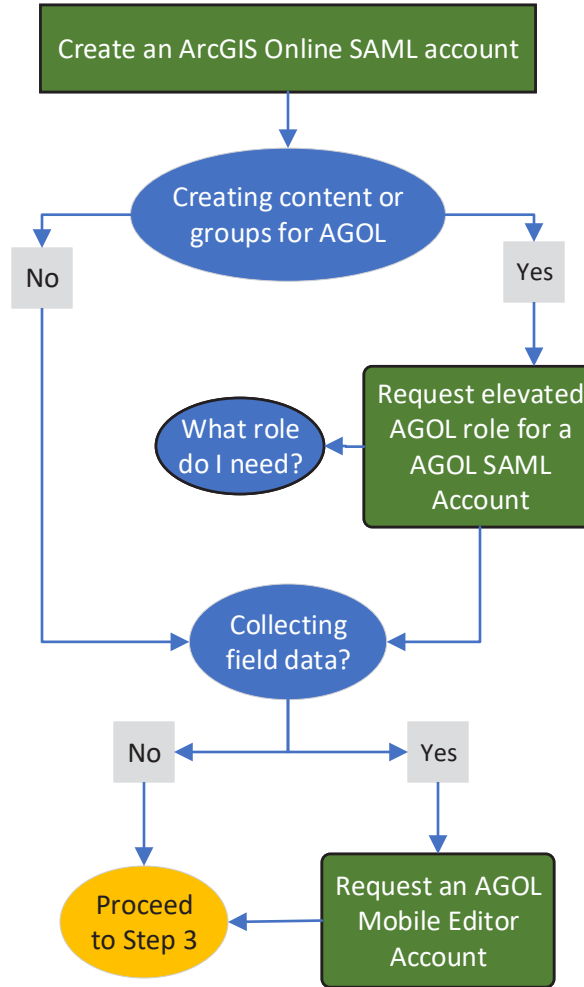 Create an ArcGIS Online SAML account
Creating content or
groups for AGOL
No
Yes
Request elevated
AGOL role for a
AGOL SAML
Account
What role
do I need?
Collecting
field data?
No
Yes
Proceed
to Step 3
Request an AGOL
Mobile Editor
Account